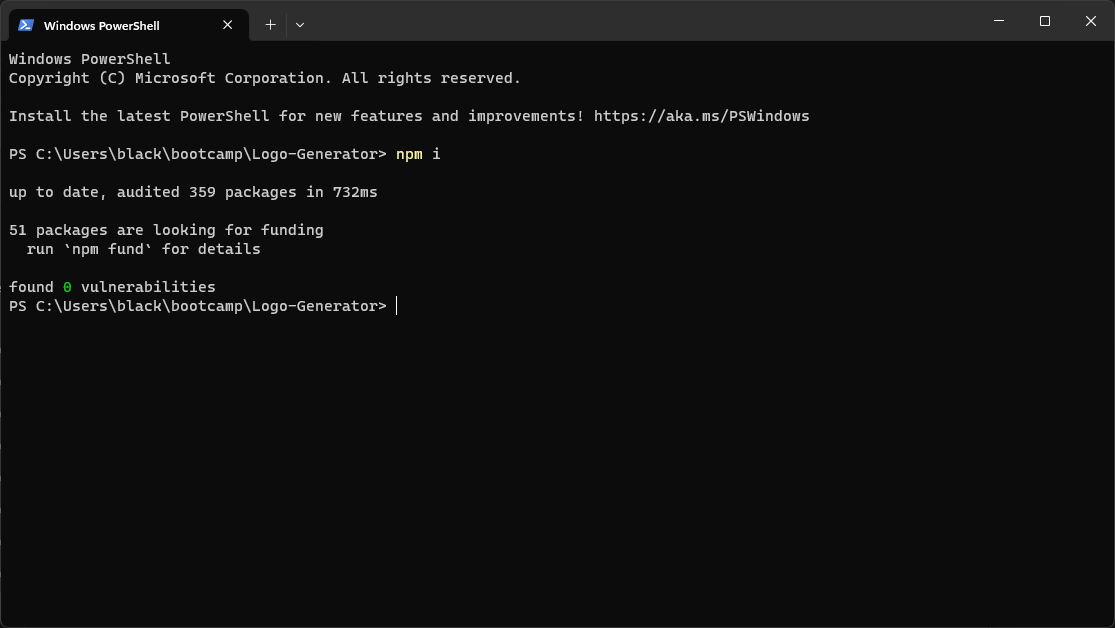 Windows PowerShell
Windows PowerShell
Copyright (C) Microsoft Corporation. All rights reserved.
Install the latest PowerShell for new features and improvements! https://aka.ms/PSWindows
PS C:\Users\black\bootcamp\Logo-Generator> npm i
up to date, audited 359 packages in 732ms
51 packages are looking for funding
  run `npm fund` for details
found 0 vulnerabilities
PS C:\Users\black\bootcamp\Logo-Generator>